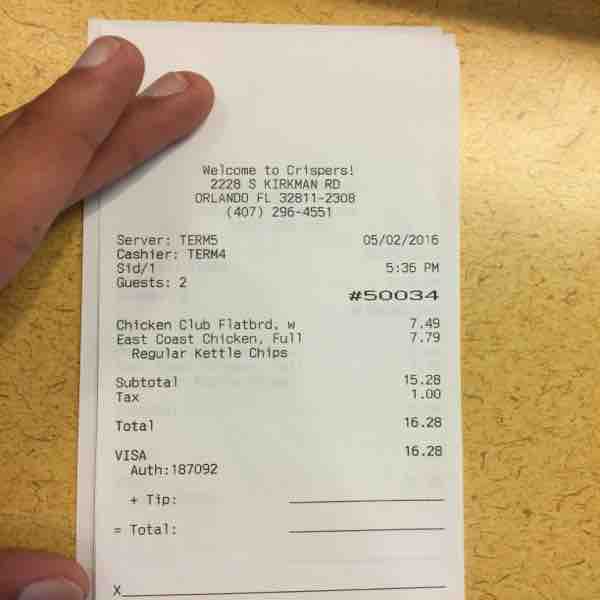 Welcome to Crispers!
2228 S KIRKMAN RD
ORLANDO FL 32811-2308
(407) 296-4551
Server: TERM5 05/02/2016
Cashier: TERM4
Sid/1 5:36 PM
Guests: 2
#50034
Chicken Club Flatbrd, w 7.49
East Coast Chicken, Full 7.79
Regular Kettle Chips
Subtotal 15.28
Tax 1.00
Total 16.28
VISA 16.28
Auth:187092
+ Tip:
= Total:
X